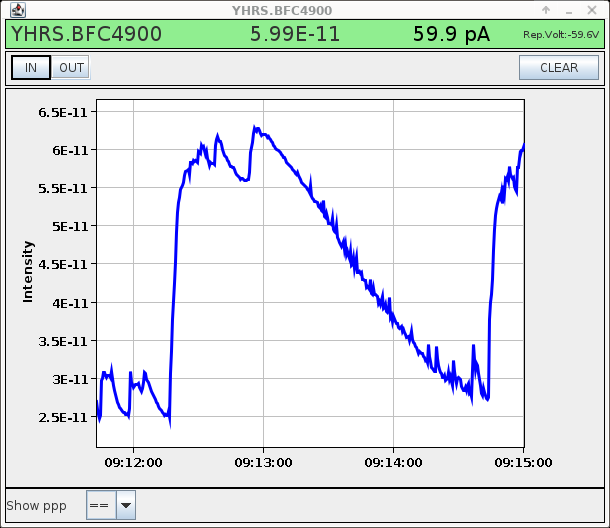 YHRS.BFC4900
YHRS.BFC4900 5.99E-11 59.9 pA Rep.Volt:-59.6V
IN OUT CLEAR
6.5E-11
6E-11
5.5E-11
5E-11
4.5E-11
4E-11
3.5E-11
3E-11
2.5E-11
Intensity
09:12:00 09:13:00 09:14:00 09:15:00
Show ppp ==